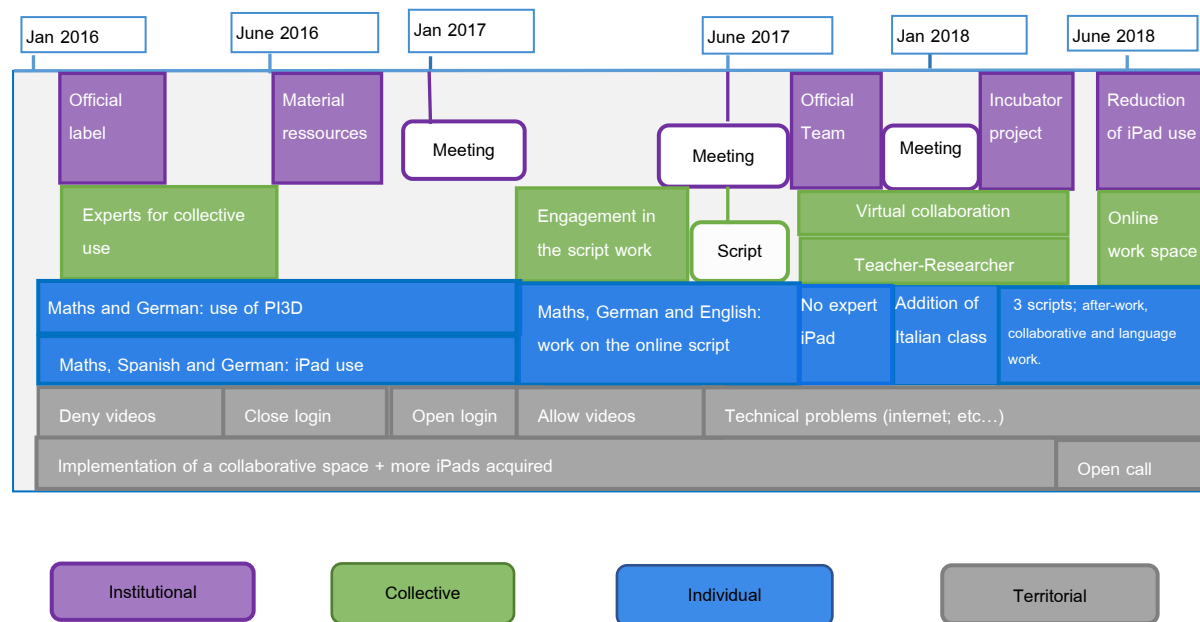 Jan 2016
June 2016
Jan 2017
June 2017
Jan 2018
June 2018
Official
label
Material
ressources
Meeting
Meeting
Official
Team
Meeting
Incubator
project
Reduction
of iPad use
Experts for collective
use
Engagement in
the script work
Script
Virtual collaboration
Teacher-Researcher
Online
work space
Maths and German: use of PI3D
Maths, Spanish and German: iPad use
Maths, German and English:
work on the online script
No expert
iPad
Addition of
Italian class
3 scripts; after-work,
collaborative and language
work.
Deny videos
Close login
Open login
Allow videos
Technical problems (internet; etc…)
Implementation of a collaborative space + more iPads acquired
Open call
Institutional
Collective
Individual
Territorial